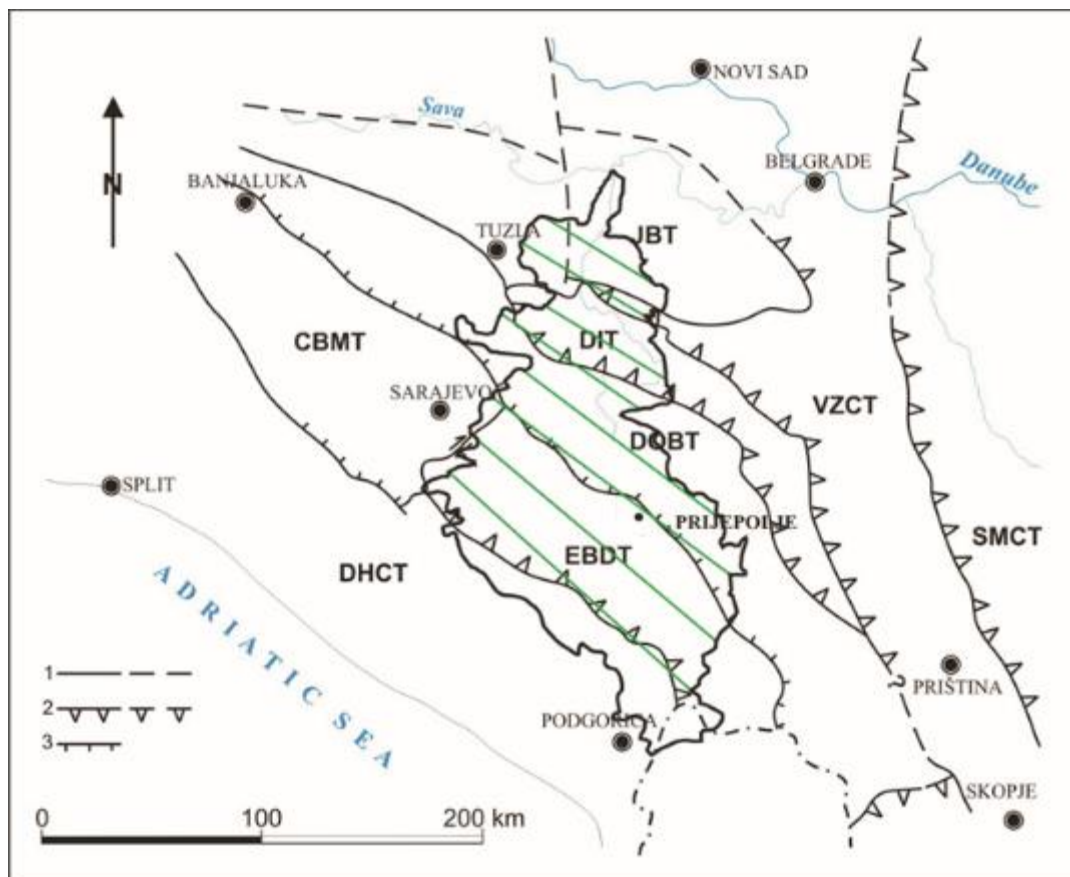 NOVI SAD
Sava
BELGRADE
Danube
N
BANJALUKA
TUZLA
JBT
CBMT
DIT
SARAJEVO
VZCT
DOBT
SPLIT
PRIJEPOLJE
EBDT
SMCT
DHCT
ADRIATIC SEA
1
2
3
PRIŠTINA
PODGORICA
SKOPJE
0 100 200 km